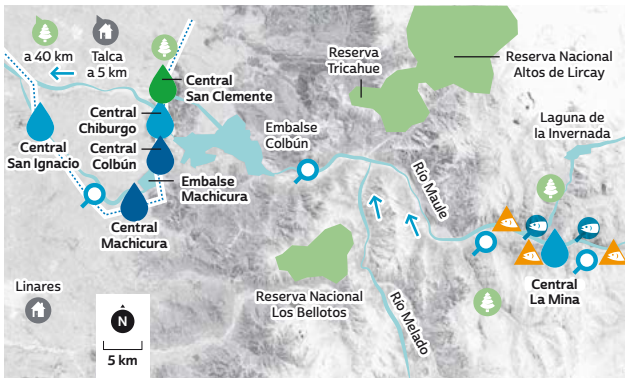 a 40 km
Talca
a 5 km
Central
San Clemente
Central
Chiburgo
Central
Colbún
Central
San Ignacio
Embalse
Machicura
Central
Machicura
Embalse
Colbún
Reserva
Tricahue
Reserva Nacional
Altos de Lircay
Laguna de
la Invernada
Río Maule
Central
La Mina
Reserva Nacional
Los Bellotos
Río Melado
Linares
N
5 km